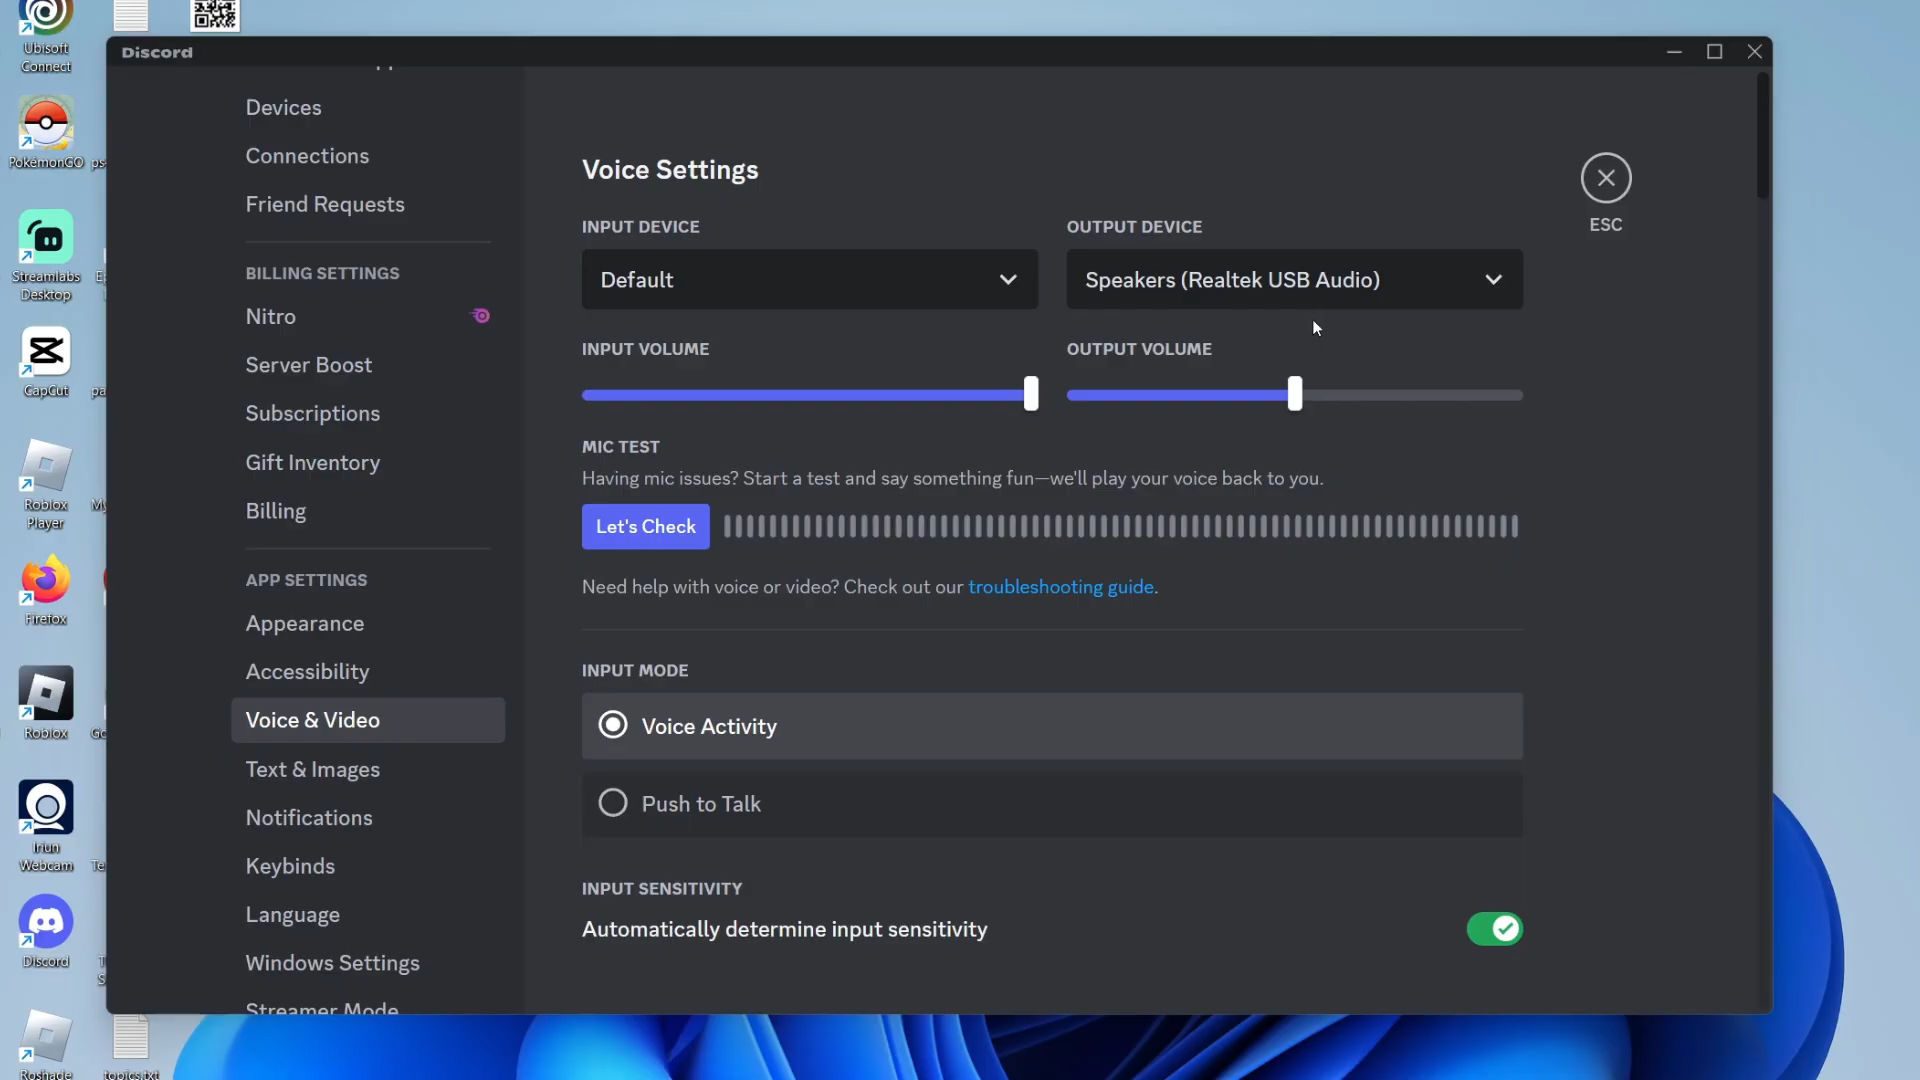 Ubisoft
Connect
PokémonGO
Streamlabs
Desktop
CapCut
Roblox
Player
Firefox
Roblox
Iriun
Webcam
Discord
Roshade
topics.txt
Discord
Devices
Connections
Friend Requests
BILLING SETTINGS
Nitro
Server Boost
Subscriptions
Gift Inventory
Billing
APP SETTINGS
Appearance
Accessibility
Voice & Video
Text & Images
Notifications
Keybinds
Language
Windows Settings
Streamer Mode
Voice Settings
ESC
INPUT DEVICE
Default
OUTPUT DEVICE
Speakers (Realtek USB Audio)
INPUT VOLUME
OUTPUT VOLUME
MIC TEST
Having mic issues? Start a test and say something fun—we'll play your voice back to you.
Let's Check
Need help with voice or video? Check out our troubleshooting guide.
INPUT MODE
Voice Activity
Push to Talk
INPUT SENSITIVITY
Automatically determine input sensitivity